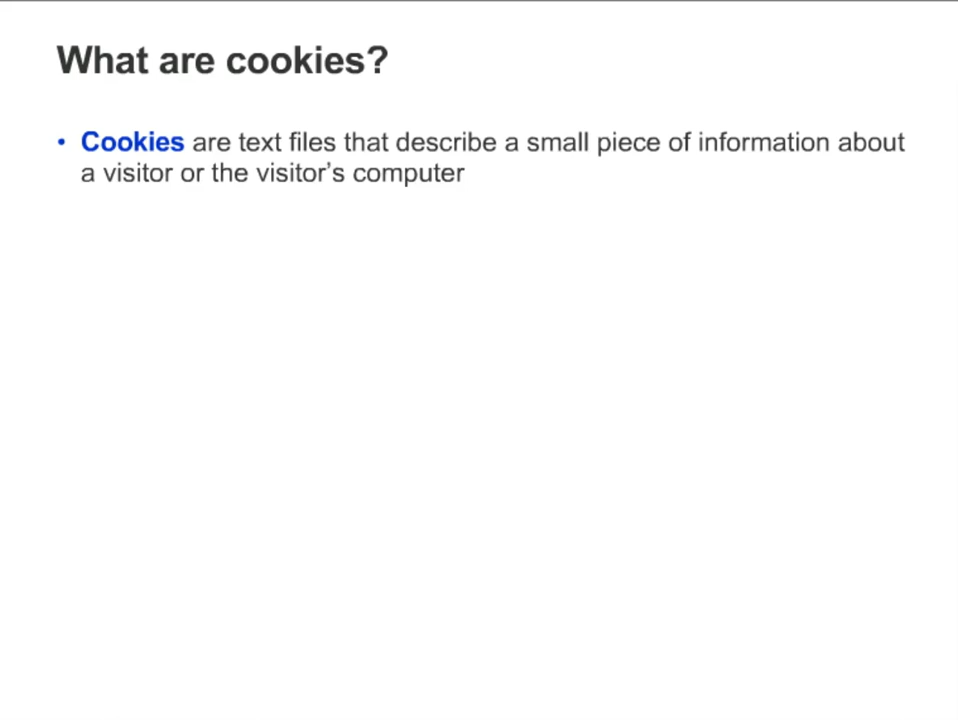 What are cookies?
• Cookies are text files that describe a small piece of information about
a visitor or the visitor’s computer